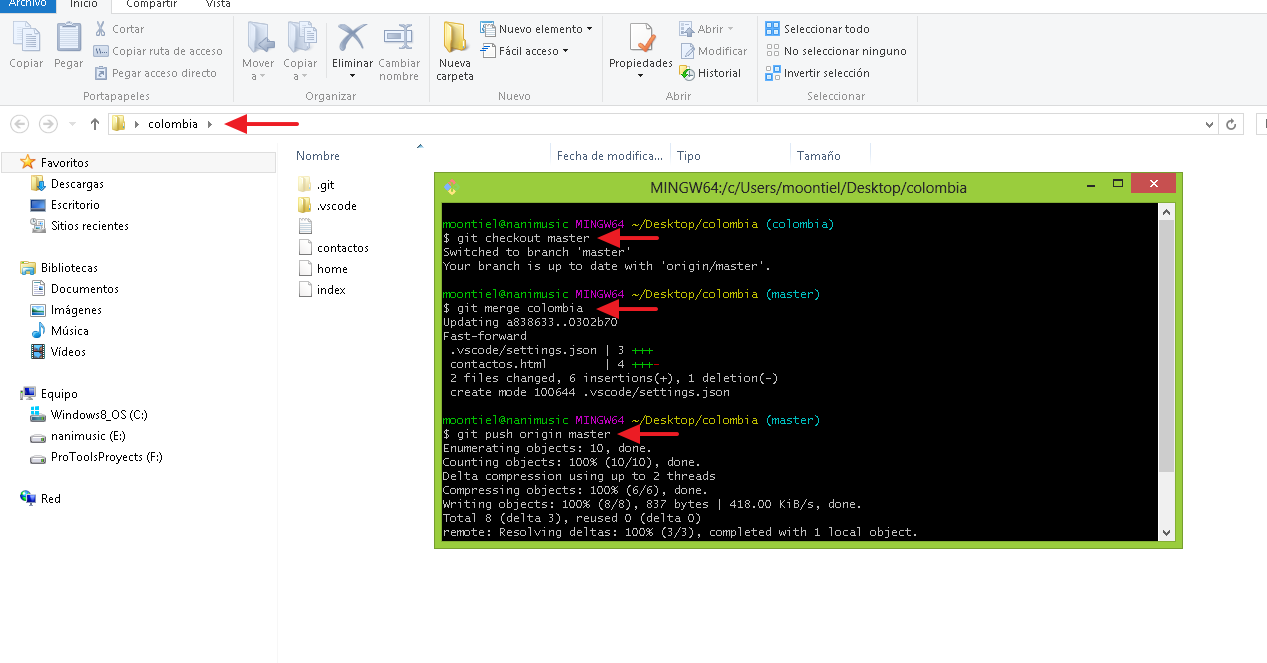 Archivo Inicio Compartir Vista
Copiar
Pegar
Cortar
Copiar ruta de acceso
Pegar acceso directo
Portapapeles
Mover a
Copiar a
Eliminar
Cambiar nombre
Organizar
Nueva carpeta
Nuevo elemento
Fácil acceso
Nuevo
Propiedades
Abrir
Modificar
Historial
Abrir
Seleccionar todo
No seleccionar ninguno
Invertir selección
Seleccionar
colombia
Favoritos
Descargas
Escritorio
Sitios recientes
Bibliotecas
Documentos
Imágenes
Música
Vídeos
Equipo
Windows8_OS (C:)
nanimusic (E:)
ProToolsProyects (F:)
Red
Nombre Fecha de modifica... Tipo Tamaño
.git
.vscode
contactos
home
index
MINGW64:/c/Users/moontiel/Desktop/colombia
moontiel@nanimusic MINGW64 ~/Desktop/colombia (colombia)
$ git checkout master
Switched to branch 'master'
Your branch is up to date with 'origin/master'.
moontiel@nanimusic MINGW64 ~/Desktop/colombia (master)
$ git merge colombia
Updating a838633..0302b70
Fast-forward
.vscode/settings.json | 3 +++
contactos.html | 4 +++-
2 files changed, 6 insertions(+), 1 deletion(-)
create mode 100644 .vscode/settings.json
moontiel@nanimusic MINGW64 ~/Desktop/colombia (master)
$ git push origin master
Enumerating objects: 10, done.
Counting objects: 100% (10/10), done.
Delta compression using up to 2 threads
Compressing objects: 100% (6/6), done.
Writing objects: 100% (8/8), 837 bytes | 418.00 KiB/s, done.
Total 8 (delta 3), reused 0 (delta 0)
remote: Resolving deltas: 100% (3/3), completed with 1 local object.